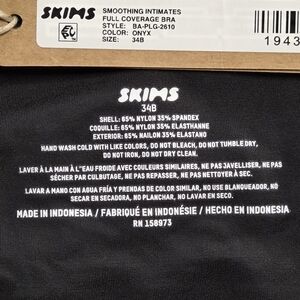 SKIMS
SMOOTHING INTIMATES
FULL COVERAGE BRA
STYLE: BA-PLG-2610
COLOR: ONYX
SIZE: 34B
1943
SKIMS
34B
SHELL: 65% NYLON 35% SPANDEX
COQUILLE: 65% NYLON 35% ELASTHANNE
EXTERIOR: 65% NAILON 35% ELASTANO
HAND WASH COLD WITH LIKE COLORS, DO NOT BLEACH, DO NOT TUMBLE DRY,
DO NOT IRON, DO NOT DRY CLEAN.
LAVER À LA MAIN À L'EAU FROIDE AVEC COULEURS SIMILAIRES, NE PAS JAVELLISER, NE PAS
SÉCHER PAR CULBUTAGE, NE PAS REPASSER, NE PAS NETTOYER À SEC.
LAVAR A MANO CON AGUA FRÍA Y PRENDAS DE COLOR SIMILAR, NO USE BLANQUEADOR, NO
SECAR EN SECADORA, NO PLANCHAR, NO LAVAR EN SECO.
MADE IN INDONESIA / FABRIQUÉ EN INDONÉSIE / HECHO EN INDONESIA
RN 158973